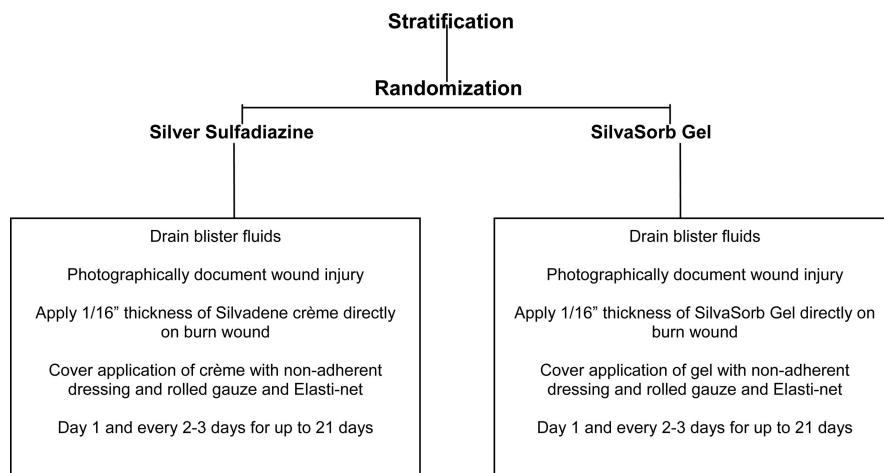 Stratification
Randomization
Silver Sulfadiazine
SilvaSorb Gel
Drain blister fluids
Photographically document wound injury
Apply 1/16” thickness of Silvadene crème directly
on burn wound
Cover application of crème with non-adherent
dressing and rolled gauze and Elasti-net
Day 1 and every 2-3 days for up to 21 days
Drain blister fluids
Photographically document wound injury
Apply 1/16” thickness of SilvaSorb Gel directly on
burn wound
Cover application of gel with non-adherent
dressing and rolled gauze and Elasti-net
Day 1 and every 2-3 days for up to 21 days